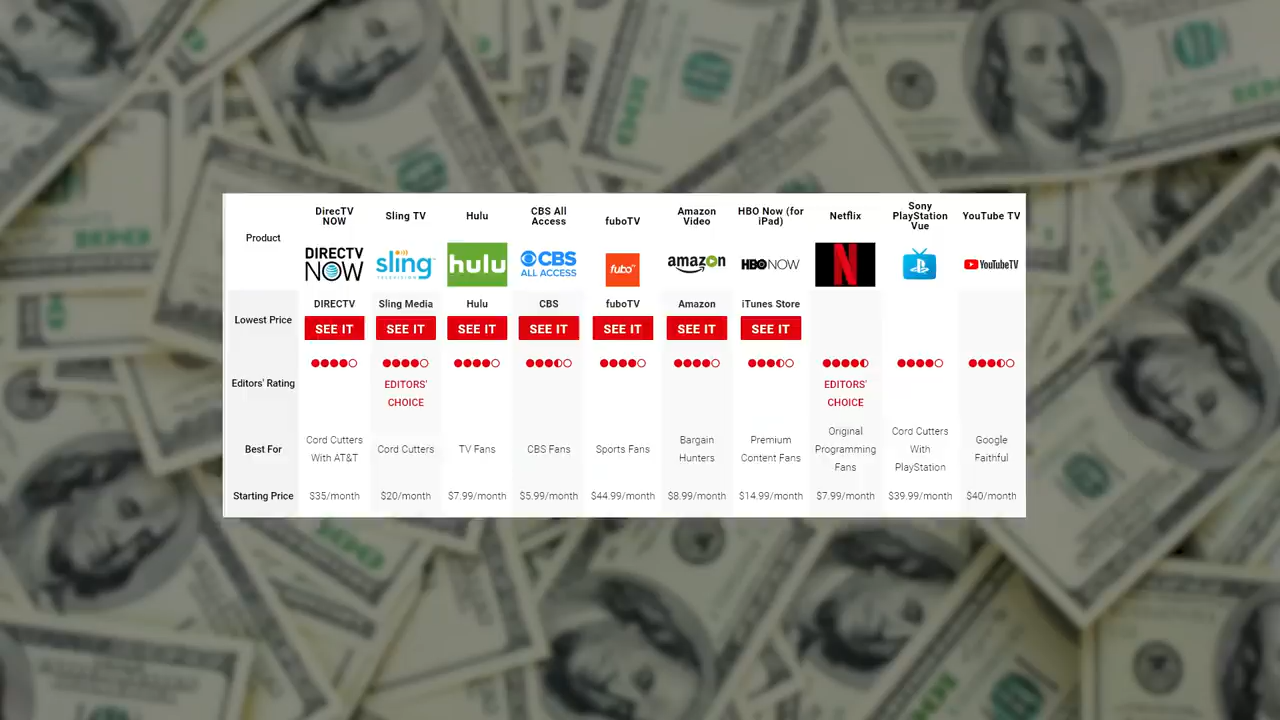 Product
DirecTV
NOW
Sling TV
Hulu
CBS All
Access
fuboTV
Amazon
Video
HBO Now (for
iPad)
Netflix
Sony
PlayStation
Vue
YouTube TV
DIRECTV
NOW
sling
TELEVISION
hulu
CBS
ALL ACCESS
fubo TV
amazon
HBO NOW
N
YouTubeTV
Lowest Price
DIRECTV
Sling Media
Hulu
CBS
fuboTV
Amazon
iTunes Store
SEE IT
SEE IT
SEE IT
SEE IT
SEE IT
SEE IT
SEE IT
Editors' Rating
EDITORS'
CHOICE
EDITORS'
CHOICE
Best For
Cord Cutters
With AT&T
Cord Cutters
TV Fans
CBS Fans
Sports Fans
Bargain
Hunters
Premium
Content Fans
Original
Programming
Fans
Cord Cutters
With
PlayStation
Google
Faithful
Starting Price
$35/month
$20/month
$7.99/month
$5.99/month
$44.99/month
$8.99/month
$14.99/month
$7.99/month
$39.99/month
$40/month